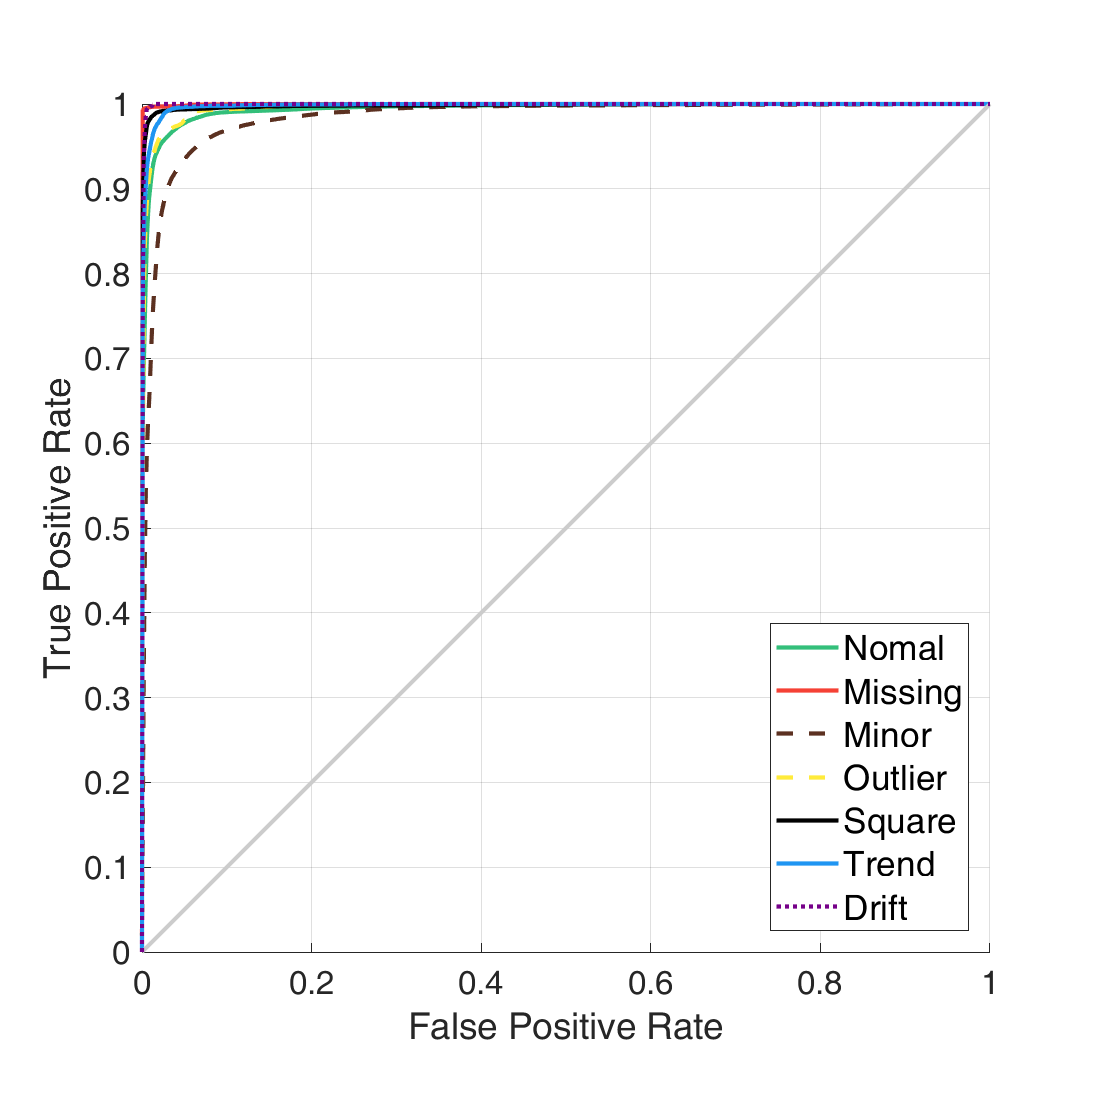 1
0.9
0.8
0.7
0.6
0.5
0.4
0.3
0.2
0.1
0
True Positive Rate
Nomal
Missing
Minor
Outlier
Square
Trend
Drift
0 0.2 0.4 0.6 0.8 1
False Positive Rate